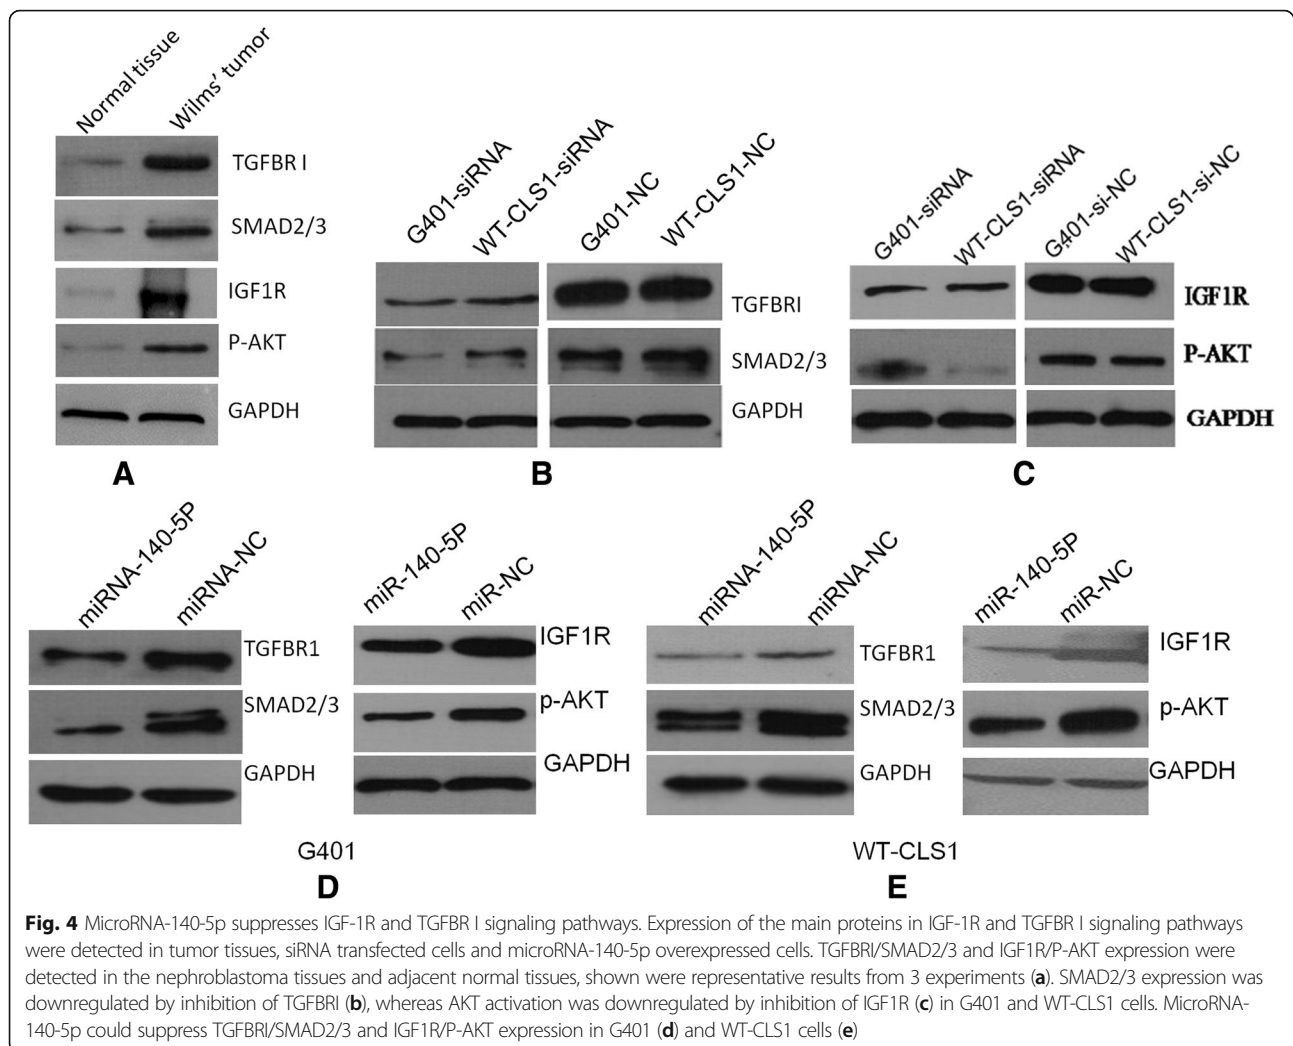 Normal tissue
Wilms' tumor
TGFBR I
SMAD2/3
IGF1R
P-AKT
GAPDH
A
G401-siRNA
WT-CLS1-siRNA
G401-NC
WT-CLS1-NC
TGFBRI
SMAD2/3
GAPDH
B
G401-siRNA
WT-CLS1-siRNA
G401-si-NC
WT-CLS1-si-NC
IGF1R
P-AKT
GAPDH
C
miRNA-140-5P
miRNA-NC
TGFBR1
SMAD2/3
GAPDH
miR-140-5P
miR-NC
IGF1R
p-AKT
GAPDH
G401
D
miRNA-140-5P
miRNA-NC
TGFBR1
SMAD2/3
GAPDH
miR-140-5P
miR-NC
IGF1R
p-AKT
GAPDH
WT-CLS1
E
Fig. 4 MicroRNA-140-5p suppresses IGF-1R and TGFBR I signaling pathways. Expression of the main proteins in IGF-1R and TGFBR I signaling pathways
were detected in tumor tissues, siRNA transfected cells and microRNA-140-5p overexpressed cells. TGFBRI/SMAD2/3 and IGF1R/P-AKT expression were
detected in the nephroblastoma tissues and adjacent normal tissues, shown were representative results from 3 experiments (a). SMAD2/3 expression was
downregulated by inhibition of TGFBRI (b), whereas AKT activation was downregulated by inhibition of IGF1R (c) in G401 and WT-CLS1 cells. MicroRNA-
140-5p could suppress TGFBRI/SMAD2/3 and IGF1R/P-AKT expression in G401 (d) and WT-CLS1 cells (e)